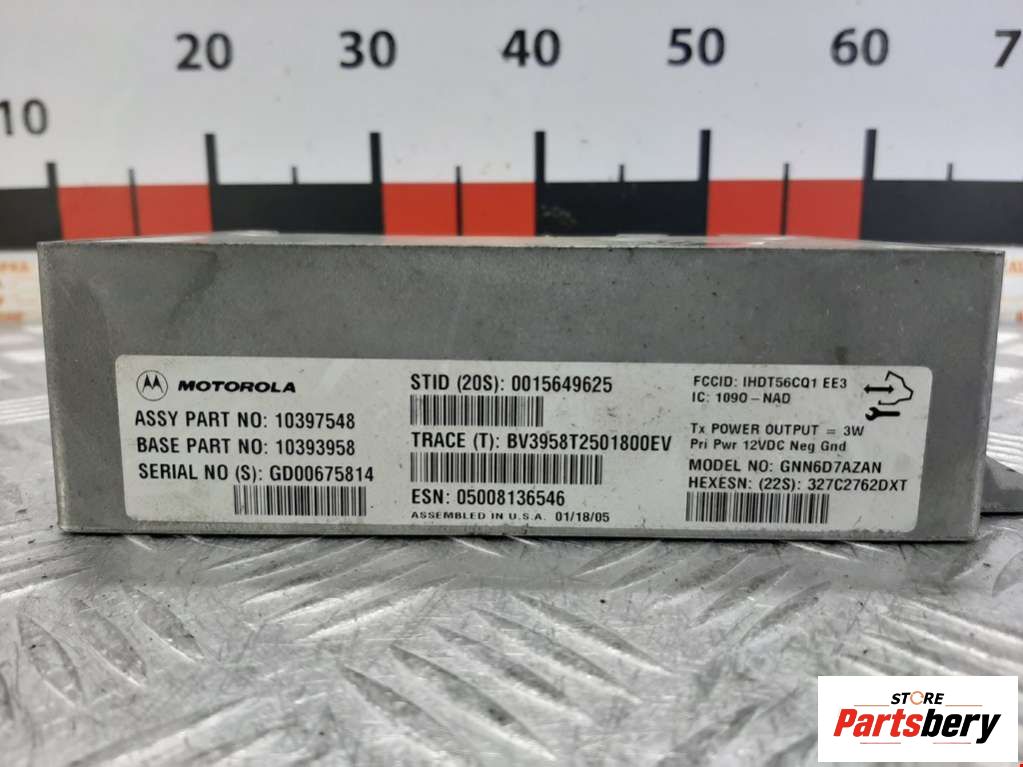 10 20 30 40 50 60 7
MOTOROLA
ASSY PART NO: 10397548
BASE PART NO: 10393958
SERIAL NO (S): GD00675814
STID (20S): 0015649625
TRACE (T): BV3958T2501800EV
ESN: 05008136546
ASSEMBLED IN U.S.A. 01/18/05
FCCID: IHDT56CQ1 EE3
IC: 1090-NAD
Tx POWER OUTPUT = 3W
Pri Pwr 12VDC Neg Gnd
MODEL NO: GNN6D7AZAN
HEXESN: (22S): 327C2762DXT
STORE
Partsbery